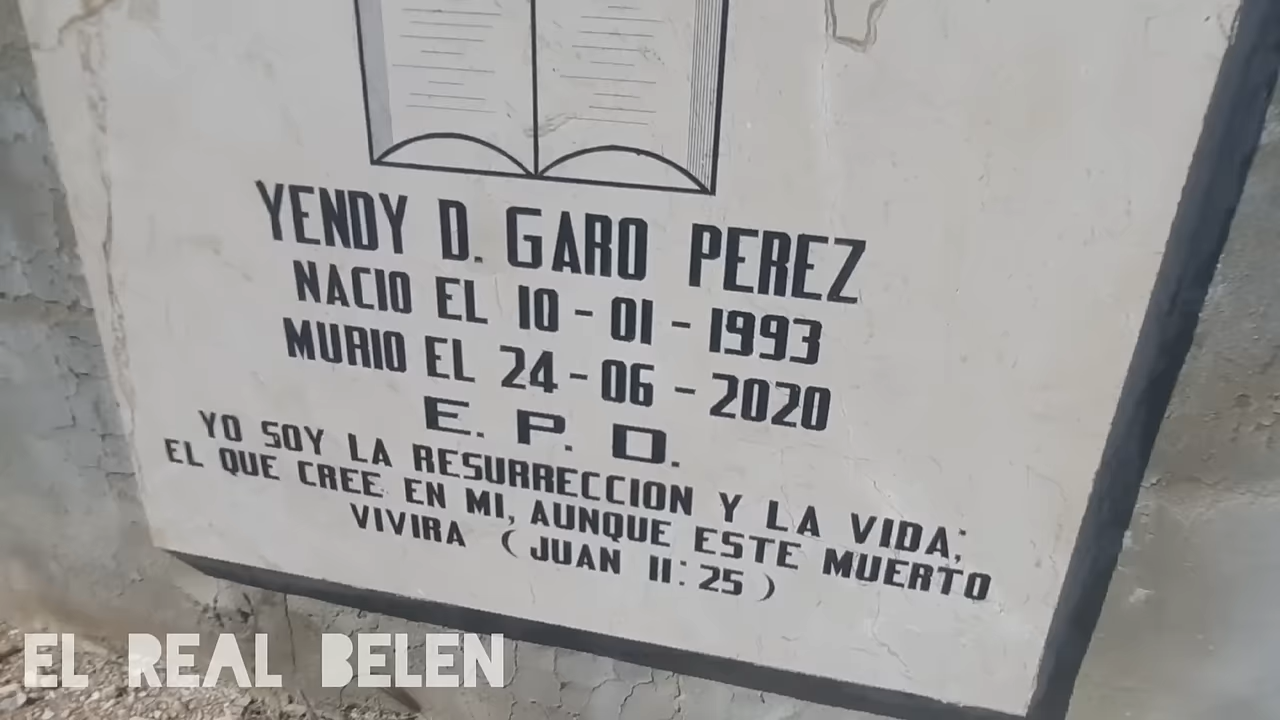 YENDY D. GARO PEREZ
NACIO EL 10 - 01 - 1993
MURIO EL 24 - 06 - 2020
E. P. D.
YO SOY LA RESURRECCION Y LA VIDA;
EL QUE CREE EN MI, AUNQUE ESTE MUERTO
VIVIRA (JUAN 11:25)
EL REAL BELEN